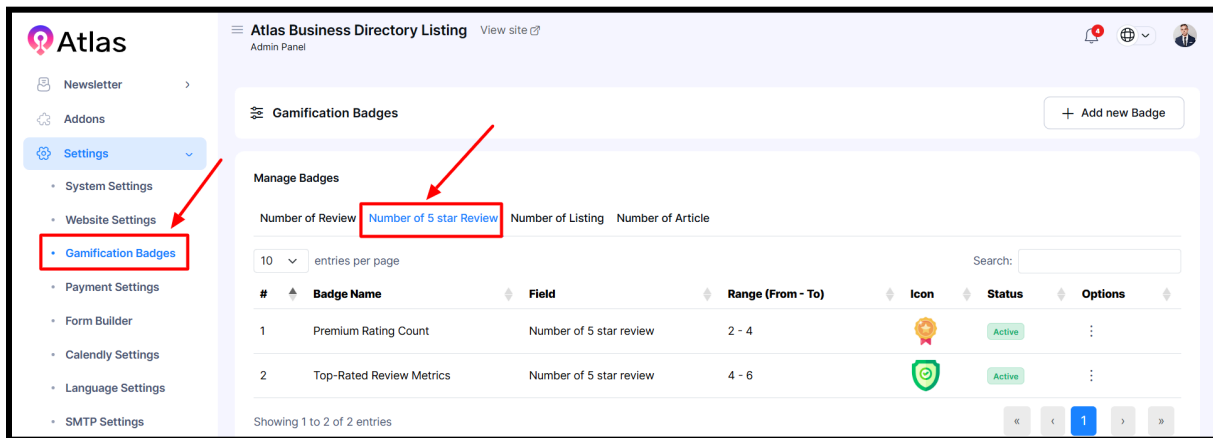 Atlas
Newsletter
Addons
Settings
System Settings
Website Settings
Gamification Badges
Payment Settings
Form Builder
Calendly Settings
Language Settings
SMTP Settings
Atlas Business Directory Listing View site
Admin Panel
4
Gamification Badges
+ Add new Badge
Manage Badges
Number of Review Number of 5 star Review Number of Listing Number of Article
10 entries per page Search:
# Badge Name Field Range (From - To) Icon Status Options
1 Premium Rating Count Number of 5 star review 2 - 4 Active
2 Top-Rated Review Metrics Number of 5 star review 4 - 6 Active
Showing 1 to 2 of 2 entries « ‹ 1 › »